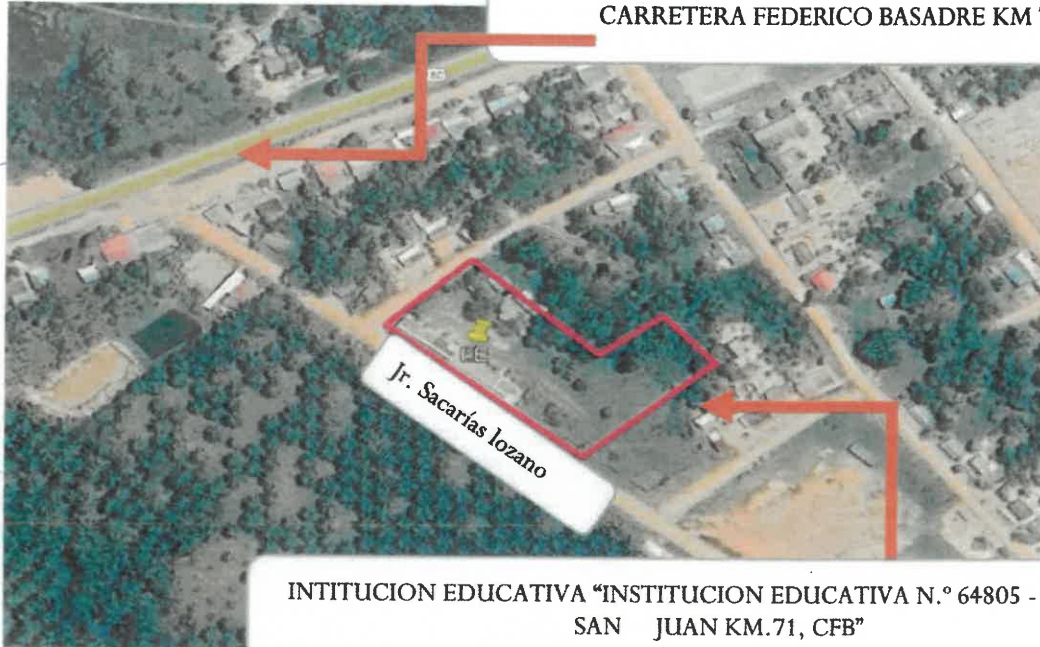 CARRETERA FEDERICO BASADRE KM
Jr. Sacarías lozano
INTITUCION EDUCATIVA “INSTITUCION EDUCATIVA N.º 64805 -
SAN JUAN KM.71, CFB”